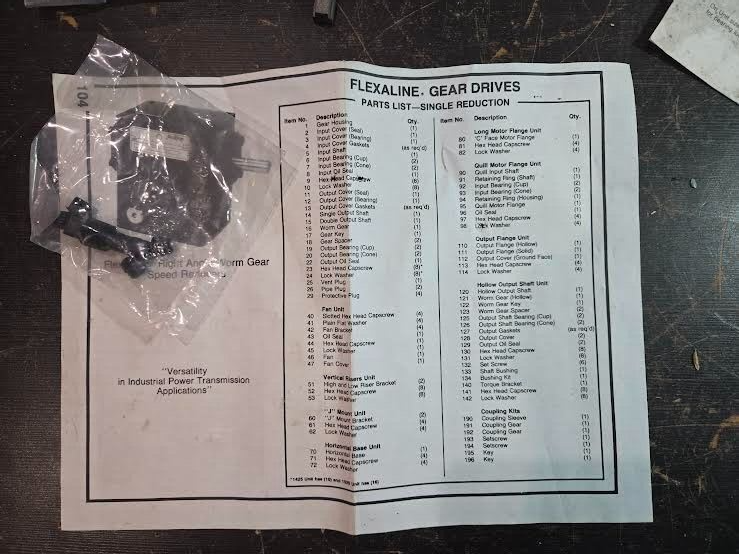 104
FLEXALINE® GEAR DRIVES
PARTS LIST—SINGLE REDUCTION
Item No. Description Qty.
1 Gear Housing (1)
2 Input Cover (Seal) (1)
3 Input Cover (Bearing) (1)
4 Input Cover Gaskets (as req'd)
5 Input Shaft (1)
6 Input Bearing (Cup) (2)
7 Input Bearing (Cone) (2)
8 Input Oil Seal (1)
9 Hex Head Capscrew
10 Lock Washer
11 Output Cover (Seal) (1)
12 Output Cover (Bearing) (1)
13 Output Cover Gaskets (as req'd)
14 Single Output Shaft (1)
15 Double Output Shaft (1)
16 Worm Gear (1)
17 Gear Key (1)
18 Gear Spacer (2)
19 Output Bearing (Cup) (2)
20 Output Bearing (Cone) (2)
22 Output Oil Seal (1)
23 Hex Head Capscrew (8)*
24 Lock Washer (8)*
25 Vent Plug (1)
26 Pipe Plug (2)
29 Protective Plug (4)
Fan Unit
40 Slotted Hex Head Capscrew (4)
41 Plain Flat Washer (4)
42 Fan Bracket (4)
43 Oil Seal (1)
44 Hex Head Capscrew (1)
45 Lock Washer (1)
46 Fan (1)
47 Fan Cover (1)
Vertical Risers Unit
51 High and Low Riser Bracket (2)
52 Hex Head Capscrew (8)
53 Lock Washer (8)
"J" Mount Unit
60 "J" Mount Bracket (2)
61 Hex Head Capscrew (4)
62 Lock Washer (4)
Horizontal Base Unit
70 Horizontal Base (1)
71 Hex Head Capscrew (4)
72 Lock Washer (4)
*1425 Unit has (10) and Unit has (16)
Item No. Description Qty.
Long Motor Flange Unit
80 "C" Face Motor Flange (1)
81 Hex Head Capscrew (4)
82 Lock Washer (4)
Quill Motor Flange Unit
90 Quill Input Shaft (1)
91 Retaining Ring (Shaft) (1)
92 Input Bearing (Cup) (2)
93 Input Bearing (Cone) (2)
94 Retaining Ring (Housing) (1)
95 Quill Motor Flange (1)
96 Oil Seal (1)
97 Hex Head Capscrew (4)
98 Washer (4)
Output Flange Unit
110 Output Flange (Hollow) (1)
111 Output Flange (Solid) (1)
112 Output Cover (Ground Face) (1)
113 Hex Head Capscrew (4)
114 Lock Washer (4)
Hollow Output Shaft Unit
120 Hollow Output Shaft (1)
121 Worm Gear (Hollow) (1)
122 Worm Gear Key (1)
123 Worm Gear Spacer (2)
125 Output Shaft Bearing (Cup) (2)
126 Output Shaft Bearing (Cone) (2)
127 Output Gaskets (as req'd)
128 Output Cover (2)
129 Output Oil Seal (2)
130 Hex Head Capscrew (8)
131 Lock Washer (8)
132 Set Screw
133 Shaft Bushing (1)
134 Bushing Kit (1)
140 Torque Bracket (1)
141 Hex Head Capscrew (8)
142 Lock Washer (8)
Coupling Kits
190 Coupling Sleeve (1)
191 Coupling Gear (1)
192 Coupling Gear (1)
193 Setscrew (1)
194 Setscrew (1)
195 Key (1)
196 Key (1)
Right Worm Gear
Speed
"Versatility
in Industrial Power Transmission
Applications"
for Bearing